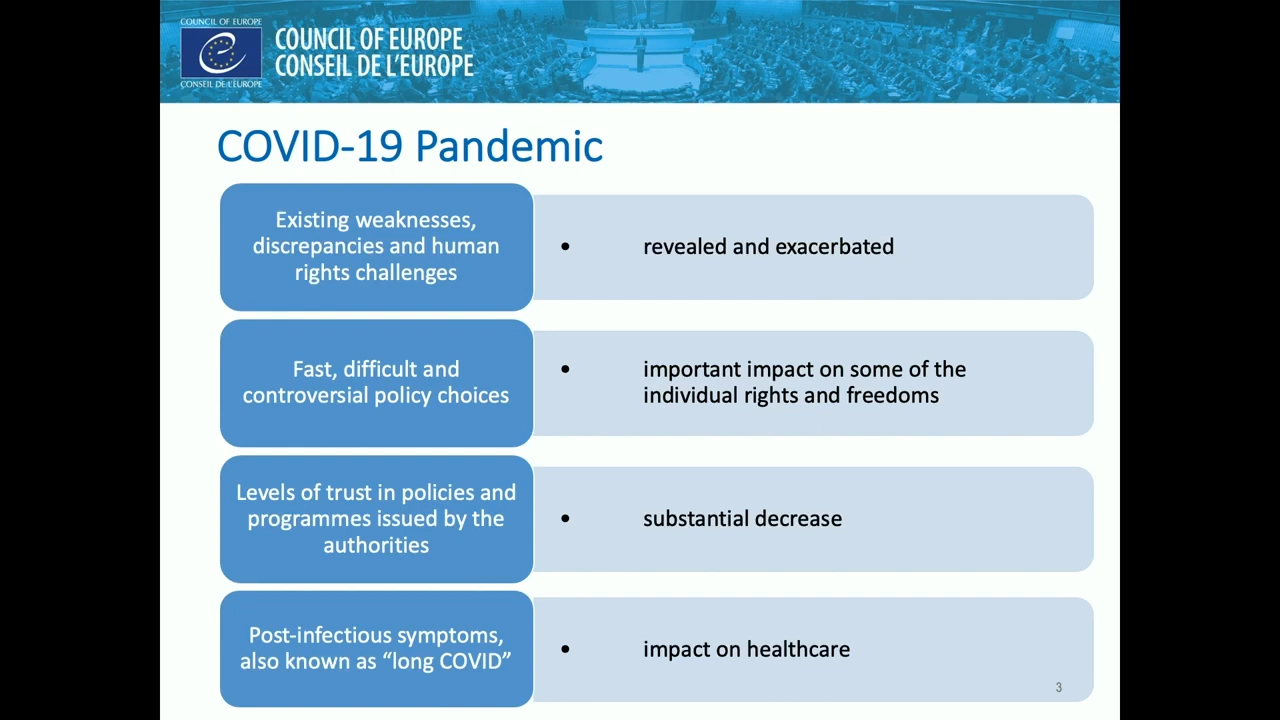 COUNCIL OF EUROPE
CONSEIL DE L'EUROPE
COUNCIL OF EUROPE
CONSEIL DE L'EUROPE
COVID-19 Pandemic
Existing weaknesses,
discrepancies and human
rights challenges
• revealed and exacerbated
Fast, difficult and
controversial policy choices
• important impact on some of the
individual rights and freedoms
Levels of trust in policies and
programmes issued by the
authorities
• substantial decrease
Post-infectious symptoms,
also known as “long COVID”
• impact on healthcare
3